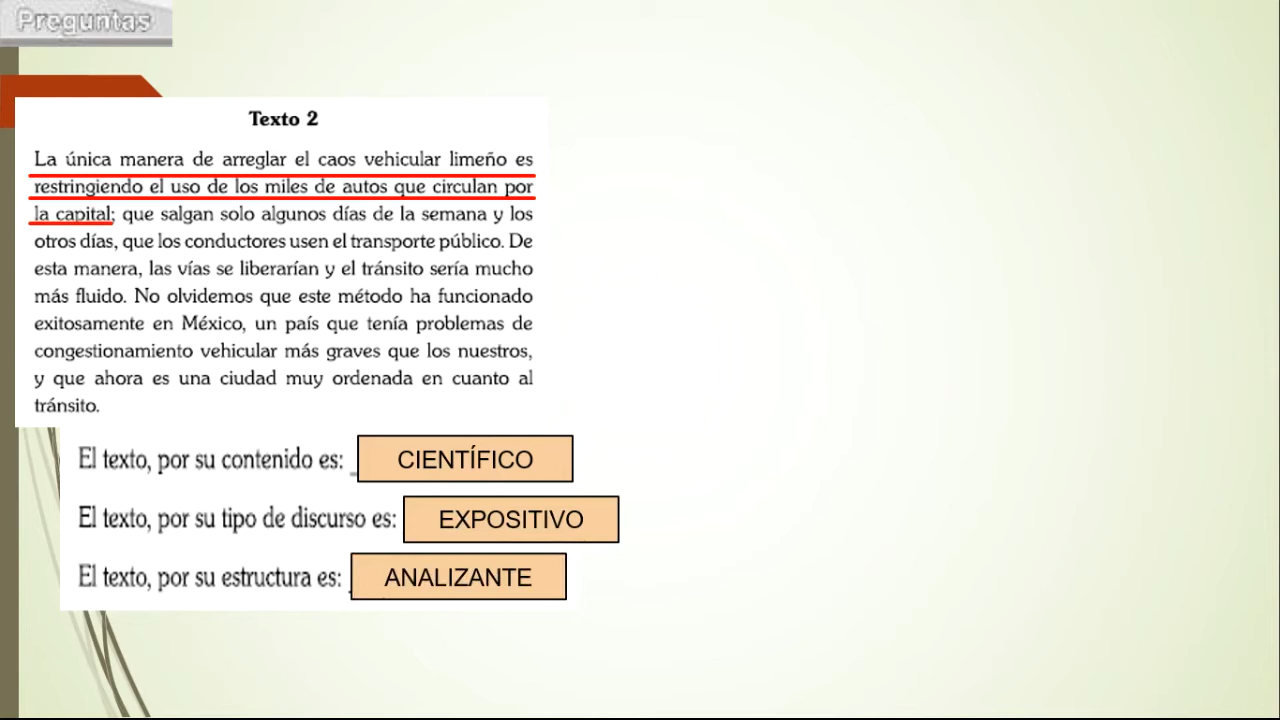 Preguntas
Texto 2
La única manera de arreglar el caos vehicular limeño es
restringiendo el uso de los miles de autos que circulan por
la capital; que salgan solo algunos días de la semana y los
otros días, que los conductores usen el transporte público. De
esta manera, las vías se liberarían y el tránsito sería mucho
más fluido. No olvidemos que este método ha funcionado
exitosamente en México, un país que tenía problemas de
congestionamiento vehicular más graves que los nuestros,
y que ahora es una ciudad muy ordenada en cuanto al
tránsito.
El texto, por su contenido es: CIENTÍFICO
El texto, por su tipo de discurso es: EXPOSITIVO
El texto, por su estructura es: ANALIZANTE